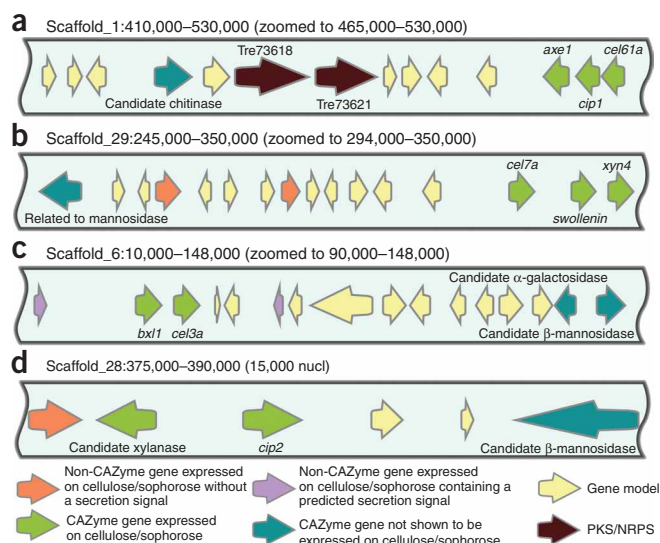 a Scaffold_1:410,000–530,000 (zoomed to 465,000–530,000)
Tre73618
axe1 cel61a
Candidate chitinase
Tre73621
cip1
b Scaffold_29:245,000–350,000 (zoomed to 294,000–350,000)
cel7a
xyn4
Related to mannosidase
swollenin
c Scaffold_6:10,000–148,000 (zoomed to 90,000–148,000)
Candidate α-galactosidase
bxl1 cel3a
Candidate β-mannosidase
d Scaffold_28:375,000–390,000 (15,000 nucl)
Candidate xylanase
cip2
Candidate β-mannosidase
Non-CAZyme gene expressed
on cellulose/sophorose without
a secretion signal
Non-CAZyme gene expressed
on cellulose/sophorose containing a
predicted secretion signal
Gene model
CAZyme gene expressed
on cellulose/sophorose
CAZyme gene not shown to be
expressed on cellulose/sophorose
PKS/NRPS